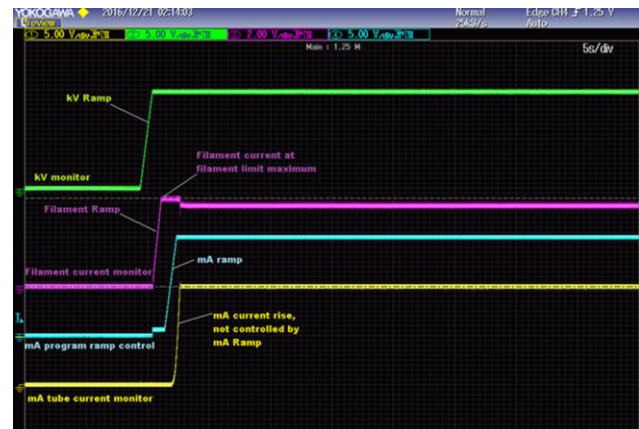 YOKOGAWA 2016/12/21 02:14:03 Normal Edge CH4 1.25 V
Preview 25kS/s Auto
5.00 V/div 5.00 V/div 2.00 V/div 5.00 V/div
Main : 1.25 M 5s/div
kV Ramp
Filament current at
filament limit maximum
kV monitor
Filament Ramp
mA ramp
Filament current monitor
mA current rise,
not controlled by
mA Ramp
mA program ramp control
mA tube current monitor